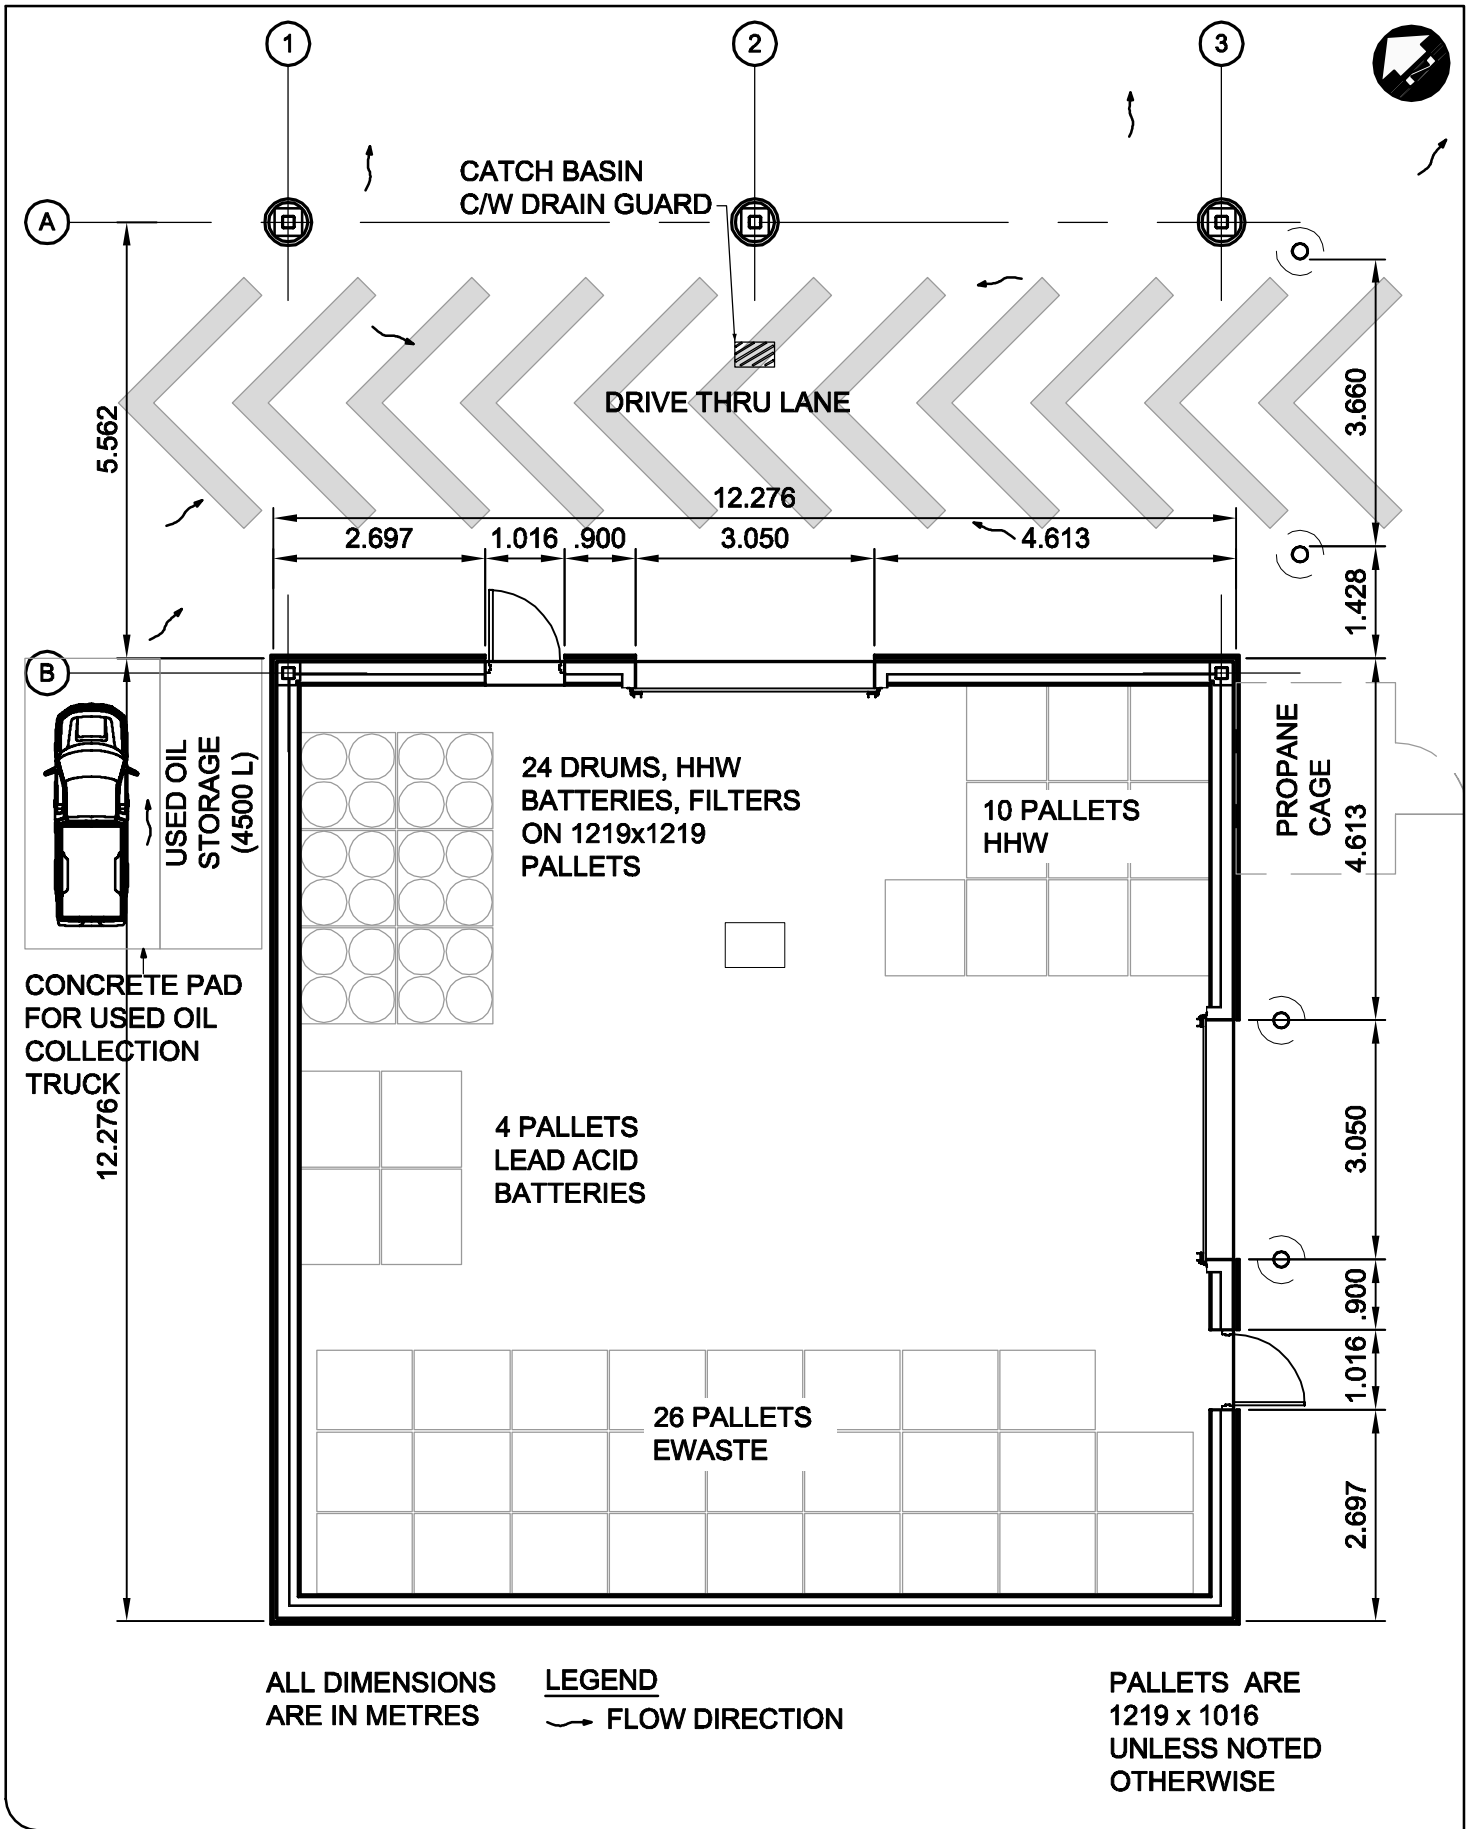 1
2
3
CATCH BASIN
C/W DRAIN GUARD
A
DRIVE THRU LANE
5.562
3.660
12.276
2.697
1.016
.900
3.050
4.613
1.428
B
USED OIL
STORAGE
(4500 L)
24 DRUMS, HHW
BATTERIES, FILTERS
ON 1219x1219
PALLETS
10 PALLETS
HHW
PROPANE
CAGE
4.613
CONCRETE PAD
FOR USED OIL
COLLECTION
TRUCK
12.276
4 PALLETS
LEAD ACID
BATTERIES
3.050
.900
1.016
26 PALLETS
EWASTE
2.697
ALL DIMENSIONS
ARE IN METRES
LEGEND
FLOW DIRECTION
PALLETS ARE
1219 x 1016
UNLESS NOTED
OTHERWISE